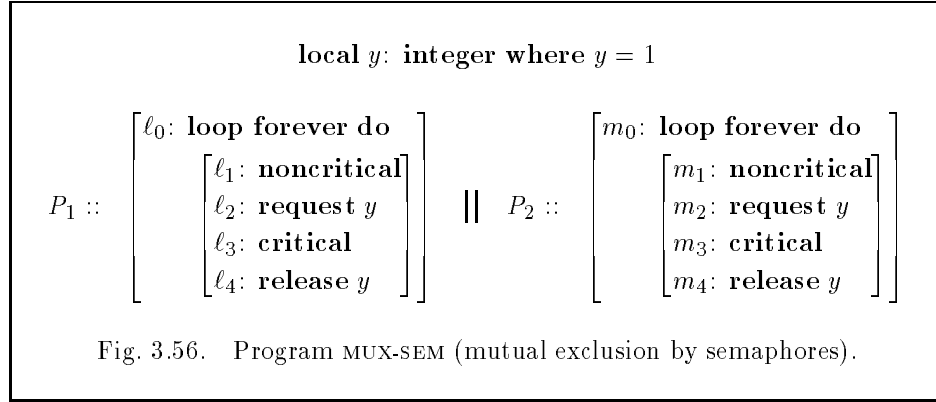 local y: integer where y = 1
P₁ :: ℓ₀: loop forever do
ℓ₁: noncritical
ℓ₂: request y
ℓ₃: critical
ℓ₄: release y
||
P₂ :: m₀: loop forever do
m₁: noncritical
m₂: request y
m₃: critical
m₄: release y
Fig. 3.56. Program MUX-SEM (mutual exclusion by semaphores).